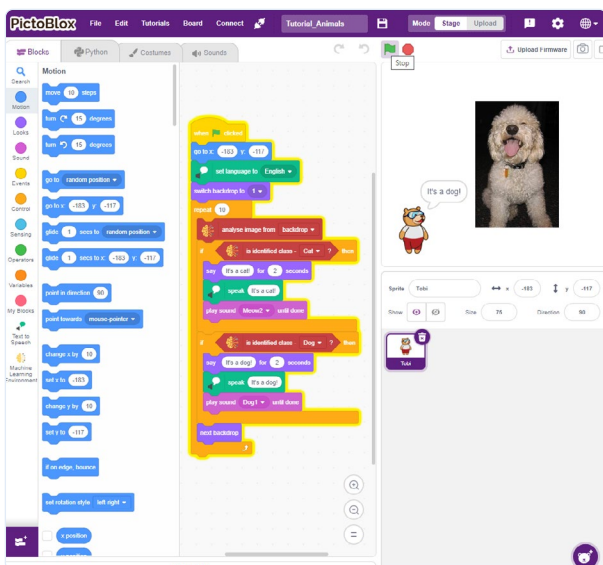 PictoBlox File Edit Tutorials Board Connect Tutorial_Animals Mode Stage Upload
Blocks Python Costumes Sounds Upload Firmware
Stop
Search
Motion
Looks
Sound
Events
Control
Sensing
Operators
Variables
My Blocks
Text to
Speech
Machine
Learning
Environment
Motion
move 10 steps
turn 15 degrees
turn 15 degrees
go to random position
go to x: -183 y: -117
glide 1 secs to random position
glide 1 secs to x: -183 y: -117
point in direction 90
point towards mouse-pointer
change x by 10
set x to -183
change y by 10
set y to -117
if on edge, bounce
set rotation style left right
x position
when clicked
go to x: -183 y: -117
set language to English
switch backdrop to 1
repeat 19
analyse image from backdrop
if is identified class - Cat ? then
say It's a cat! for 2 seconds
speak It's a cat!
play sound Meow2 until done
if is identified class - Dog ? then
say It's a dog! for 2 seconds
speak It's a dog!
play sound Dog1 until done
next backdrop
It's a dog!
Sprite Tobi x -183 y -117
Show Size 75 Direction 90
Tobi